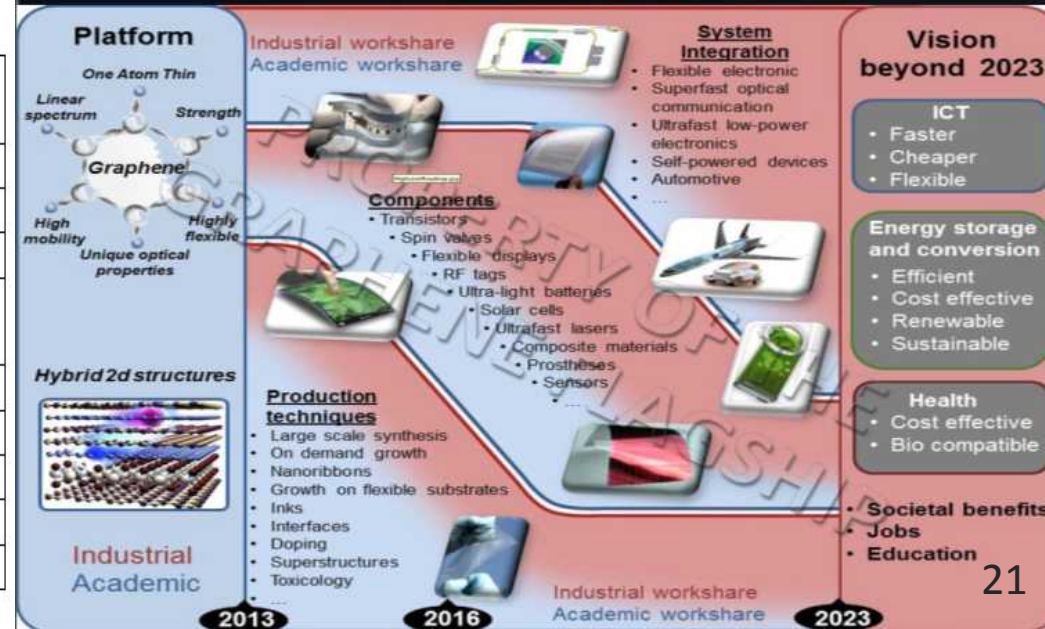 Platform
One Atom Thin
Linear
spectrum
Strength
Graphene
High
mobility
Highly
flexible
Unique optical
properties
Hybrid 2d structures
Industrial
Academic
Industrial workshare
Academic workshare
Components
• Transistors
• Spin valves
• Flexible displays
• RF tags
• Ultra-light batteries
• Solar cells
• Ultrafast lasers
• Composite materials
• Prostheses
• Sensors
• ...
Production
techniques
• Large scale synthesis
• On demand growth
• Nanoribbons
• Growth on flexible substrates
• Inks
• Interfaces
• Doping
• Superstructures
• Toxicology
• ...
System
Integration
• Flexible electronic
• Superfast optical
communication
• Ultrafast low-power
electronics
• Self-powered devices
• Automotive
• ...
Industrial workshare
Academic workshare
Vision
beyond 2023
ICT
• Faster
• Cheaper
• Flexible
Energy storage
and conversion
• Efficient
• Cost effective
• Renewable
• Sustainable
Health
• Cost effective
• Bio compatible
• Societal benefits
• Jobs
• Education
2013
2016
2023
21
PROPERTY OF THE
GRAPHENE FLAGSHIP